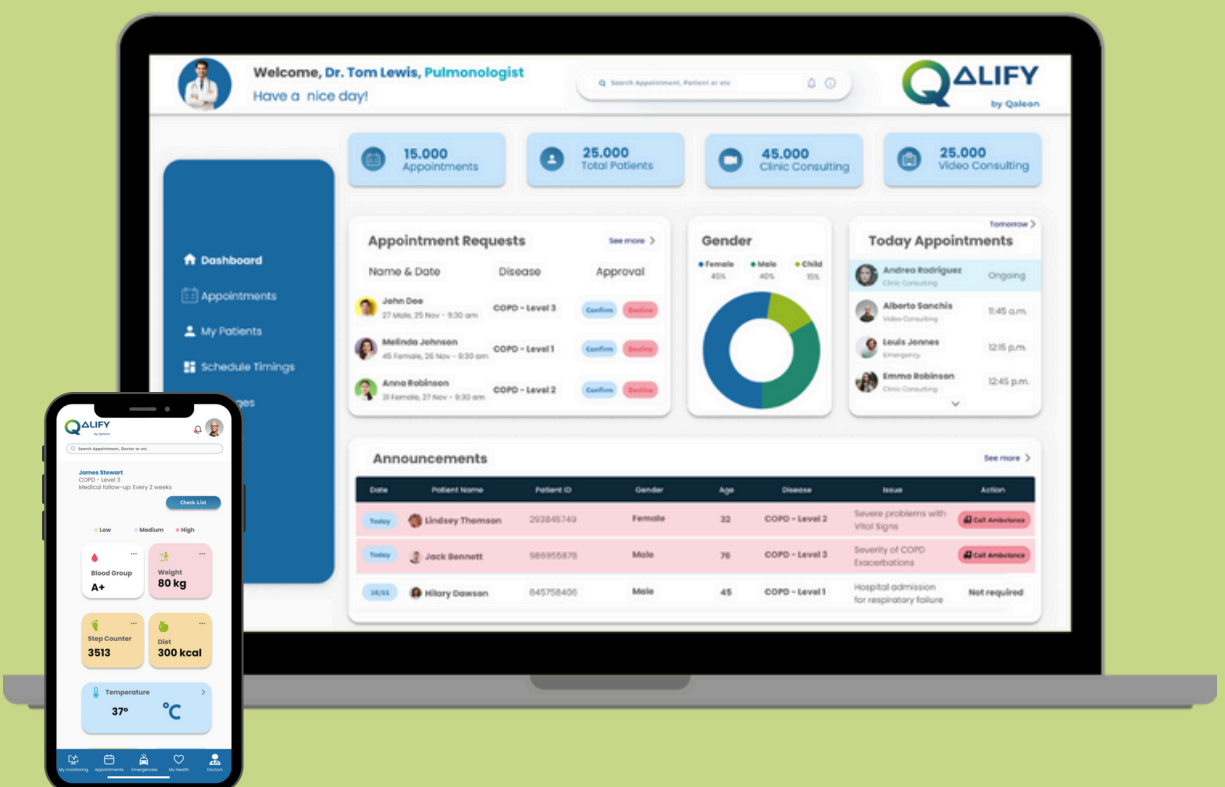 Welcome, Dr. Tom Lewis, Pulmonologist
Have a nice day!
Search Appointment, Patient or etc
QALIFY
by Qaleon
15.000
Appointments
25.000
Total Patients
45.000
Clinic Consulting
25.000
Video Consulting
Dashboard
Appointments
My Patients
Schedule Timings
ges
Appointment Requests
See more >
Name & Date Disease Approval
John Doe
27 Male, 25 Nov - 9:30 am
COPD - Level 3
Confirm Decline
Melinda Johnson
45 Female, 26 Nov - 9:30 am
COPD - Level 1
Confirm Decline
Anna Robinson
31 Female, 27 Nov - 9:30 am
COPD - Level 2
Confirm Decline
Gender
Female Male Child
45% 40% 15%
Tomorrow >
Today Appointments
Andrea Rodriguez
Clinic Consulting
Ongoing
Alberto Sanchis
Video Consulting
11:45 a.m.
Louis Jonnes
Emergency
12:15 p.m.
Emma Robinson
Clinic Consulting
12:45 p.m.
Announcements
See more >
Date Patient Name Patient ID Gender Age Disease Issue Action
Today Lindsey Thomson 293845749 Female 32 COPD - Level 2
Severe problems with
Vital Signs
Call Ambulance
Today Jack Bennett 986955878 Male 76 COPD - Level 3
Severity of COPD
Exacerbations
Call Ambulance
16/11 Hilary Dawson 845758406 Male 45 COPD - Level 1
Hospital admission
for respiratory failure
Not required
QALIFY
by Qaleon
Search Appointment, Doctor or etc
James Stewart
COPD - Level 3
Medical follow-up: Every 2 weeks
Check List
Low Medium High
Blood Group
A+
Weight
80 kg
Step Counter
3513
Diet
300 kcal
Temperature >
37º °C
My monitoring Appointments Emergencies My Health Doctors